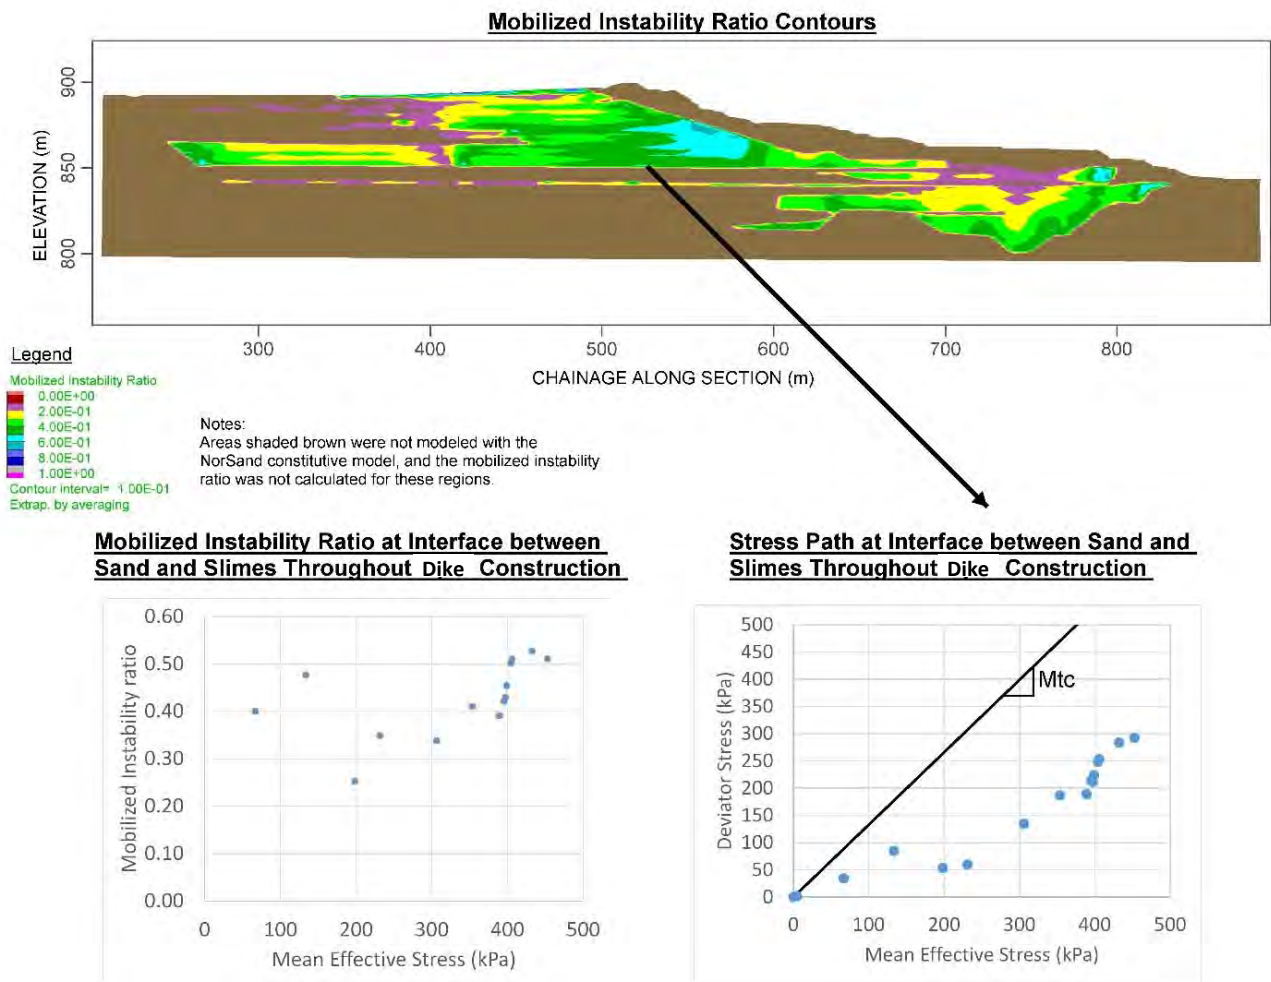 Mobilized Instability Ratio Contours
ELEVATION (m)
900
850
800
300 400 500 600 700 800
CHAINAGE ALONG SECTION (m)
Legend
Mobilized Instability Ratio
0.00E+00
2.00E-01
4.00E-01
6.00E-01
8.00E-01
1.00E+00
Contour interval= 1.00E-01
Extrap. by averaging
Notes:
Areas shaded brown were not modeled with the
NorSand constitutive model, and the mobilized instability
ratio was not calculated for these regions.
Mobilized Instability Ratio at Interface between
Sand and Slimes Throughout Dike Construction
Mobilized Instability ratio
0.60
0.50
0.40
0.30
0.20
0.10
0.00
0 100 200 300 400 500
Mean Effective Stress (kPa)
Stress Path at Interface between Sand and
Slimes Throughout Dike Construction
Deviator Stress (kPa)
500
450
400
350
300
250
200
150
100
50
0
Mtc
0 100 200 300 400 500
Mean Effective Stress (kPa)